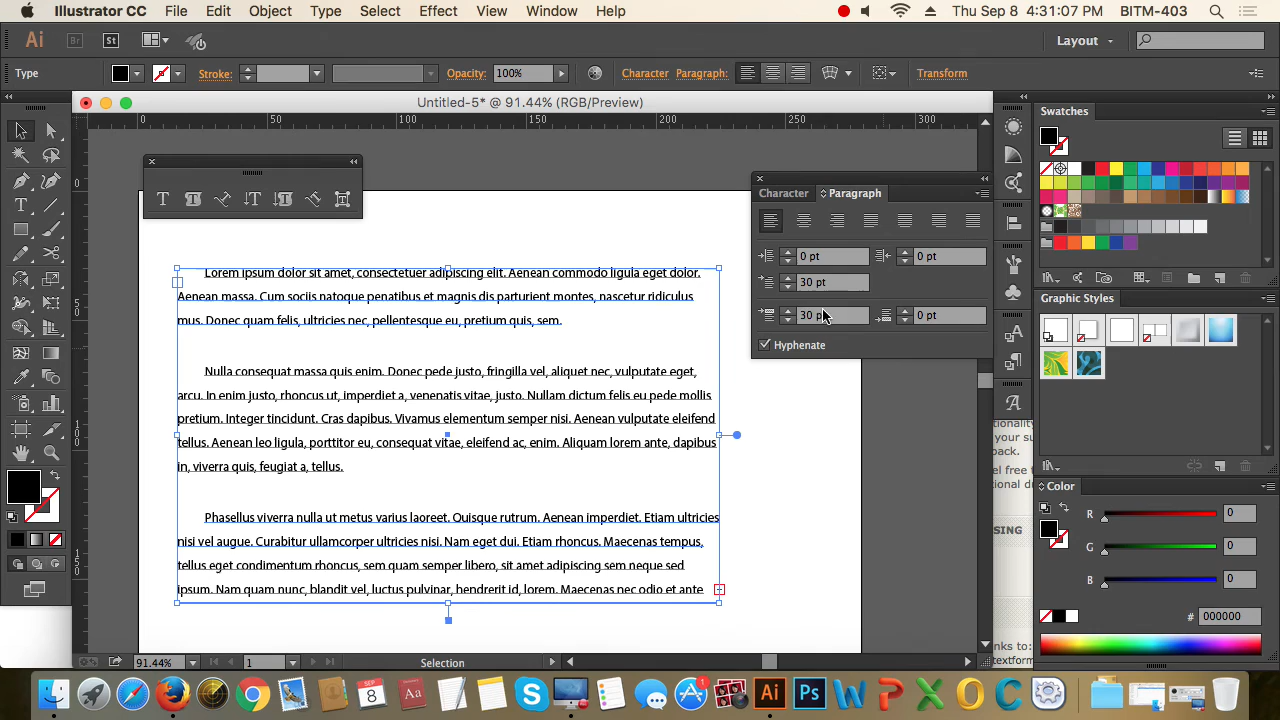 Illustrator CC File Edit Object Type Select Effect View Window Help Thu Sep 8 4:31:07 PM BITM-403
Ai Br St Layout
Type Stroke: Opacity: 100% Character Paragraph: Transform
Untitled-5* @ 91.44% (RGB/Preview)
0 50 100 150 200 250 300
Swatches
Character Paragraph
0 pt 0 pt
30 pt
30 pt 0 pt
Hyphenate
Lorem ipsum dolor sit amet, consectetuer adipiscing elit. Aenean commodo ligula eget dolor.
Aenean massa. Cum sociis natoque penatibus et magnis dis parturient montes, nascetur ridiculus
mus. Donec quam felis, ultricies nec, pellentesque eu, pretium quis, sem.
Nulla consequat massa quis enim. Donec pede justo, fringilla vel, aliquet nec, vulputate eget,
arcu. In enim justo, rhoncus ut, imperdiet a, venenatis vitae, justo. Nullam dictum felis eu pede mollis
pretium. Integer tincidunt. Cras dapibus. Vivamus elementum semper nisi. Aenean vulputate eleifend
tellus. Aenean leo ligula, porttitor eu, consequat vitae, eleifend ac, enim. Aliquam lorem ante, dapibus
in, viverra quis, feugiat a, tellus.
Phasellus viverra nulla ut metus varius laoreet. Quisque rutrum. Aenean imperdiet. Etiam ultricies
nisi vel augue. Curabitur ullamcorper ultricies nisi. Nam eget dui. Etiam rhoncus. Maecenas tempus,
tellus eget condimentum rhoncus, sem quam semper libero, sit amet adipiscing sem neque sed
ipsum. Nam quam nunc, blandit vel, luctus pulvinar, hendrerit id, lorem. Maecenas nec odio et ante
Graphic Styles
Color
R 0
G 0
B 0
# 000000
91.44% 1 Selection